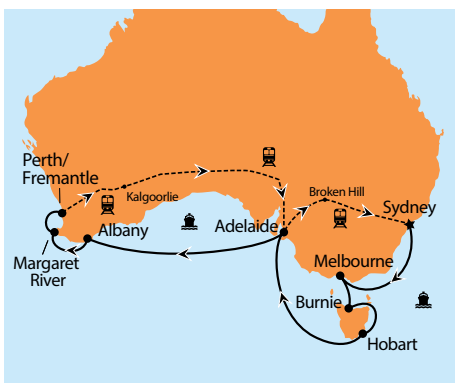 Perth/
Fremantle
Kalgoorlie
Broken Hill
Sydney
Albany
Adelaide
Margaret
River
Melbourne
Burnie
Hobart